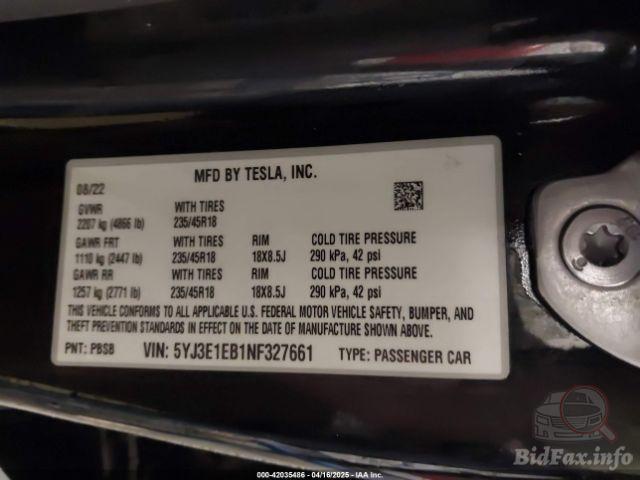 MFD BY TESLA, INC.
08/22
GVWR WITH TIRES
2207 kg (4866 lb) 235/45R18
GAWR FRT WITH TIRES RIM COLD TIRE PRESSURE
1110 kg (2447 lb) 235/45R18 18X8.5J 290 kPa, 42 psi
GAWR RR WITH TIRES RIM COLD TIRE PRESSURE
1257 kg (2771 lb) 235/45R18 18X8.5J 290 kPa, 42 psi
THIS VEHICLE CONFORMS TO ALL APPLICABLE U.S. FEDERAL MOTOR VEHICLE SAFETY, BUMPER, AND
THEFT PREVENTION STANDARDS IN EFFECT ON THE DATE OF MANUFACTURE SHOWN ABOVE.
PNT: PBSB VIN: 5YJ3E1EB1NF327661 TYPE: PASSENGER CAR
BidFax.info
000-42035486 - 04/16/2025 - IAA Inc.